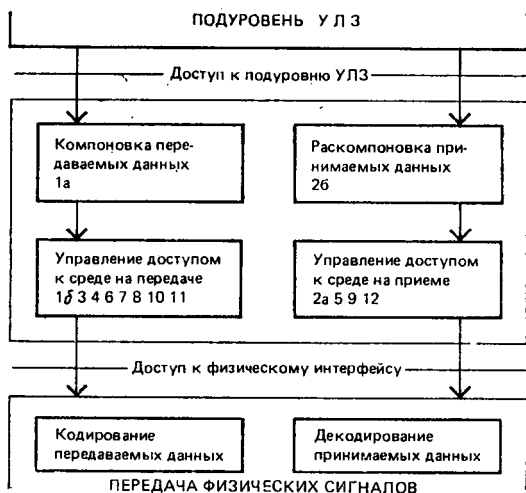 ПОДУРОВЕНЬ УЛЗ
Доступ к подуровню УЛЗ
Компоновка пере-
даваемых данных
1а
Раскомпоновка при-
нимаемых данных
2б
Управление доступом
к среде на передаче
1б 3 4 6 7 8 10 11
Управление доступом
к среде на приеме
2а 5 9 12
Доступ к физическому интерфейсу
Кодирование
передаваемых данных
Декодирование
принимаемых данных
ПЕРЕДАЧА ФИЗИЧЕСКИХ СИГНАЛОВ